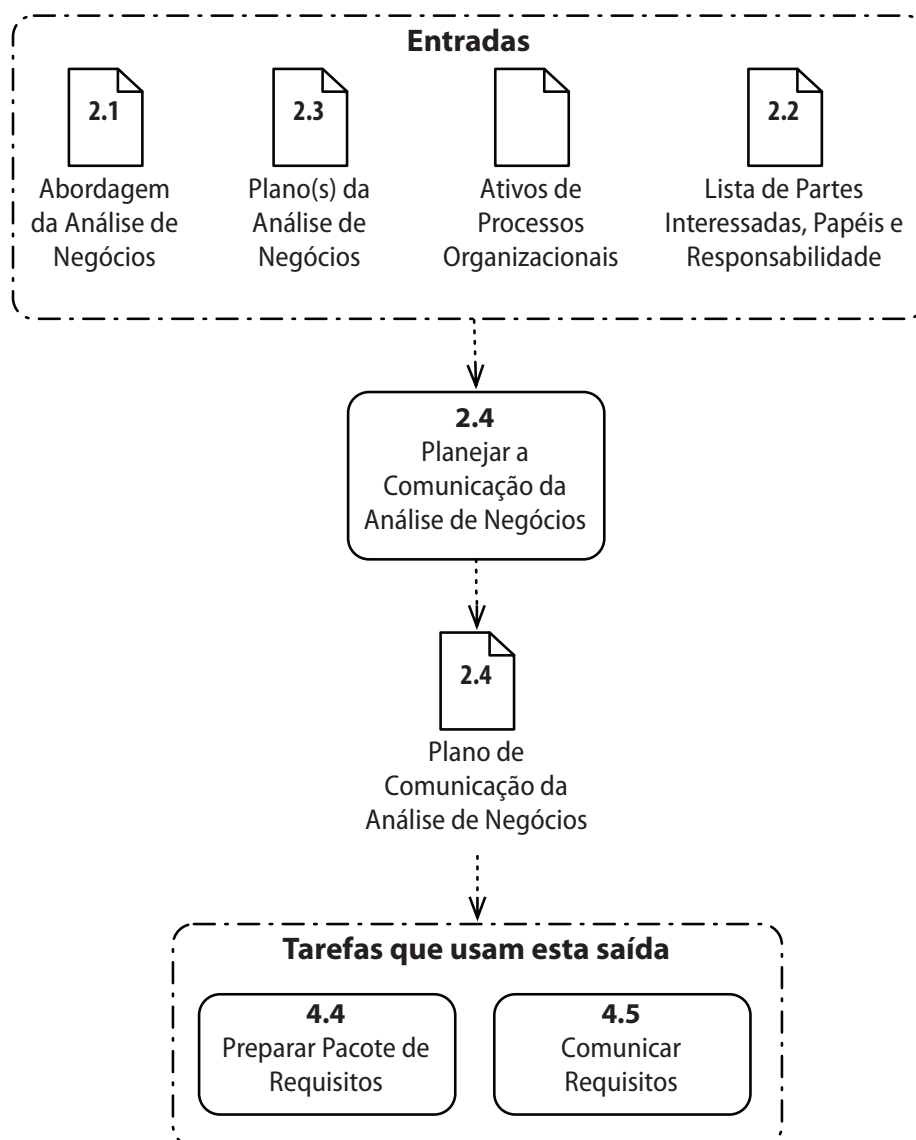 Entradas
2.1
Abordagem
da Análise de
Negócios
2.3
Plano(s) da
Análise de
Negócios
Ativos de
Processos
Organizacionais
2.2
Lista de Partes
Interessadas, Papéis e
Responsabilidade
2.4
Planejar a
Comunicação da
Análise de Negócios
2.4
Plano de
Comunicação da
Análise de Negócios
Tarefas que usam esta saída
4.4
Preparar Pacote de
Requisitos
4.5
Comunicar
Requisitos